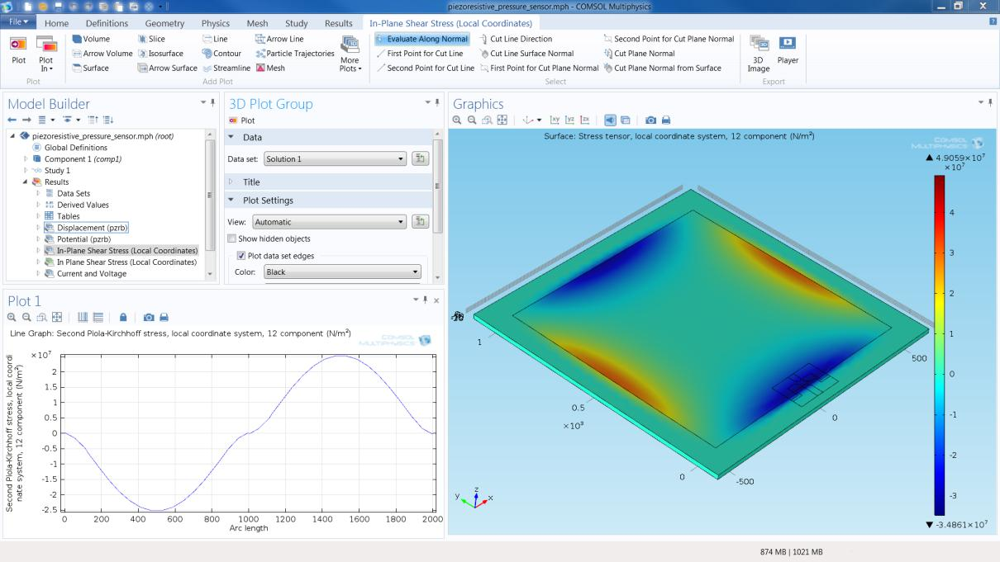 piezoresistive_pressure_sensor.mph - COMSOL Multiphysics
File Home Definitions Geometry Physics Mesh Study Results In-Plane Shear Stress (Local Coordinates)
Volume Slice Line Arrow Line Evaluate Along Normal Cut Line Direction Second Point for Cut Plane Normal
Arrow Volume Isosurface Contour Particle Trajectories First Point for Cut Line Cut Line Surface Normal Cut Plane Normal
Surface Arrow Surface Streamline Mesh Second Point for Cut Line First Point for Cut Plane Normal Cut Plane Normal from Surface
Plot Plot In More Plots 3D Image Player
Plot Add Plot Select Export
Model Builder
piezoresistive_pressure_sensor.mph (root)
Global Definitions
Component 1 (comp1)
Study 1
Results
Data Sets
Derived Values
Tables
Displacement (pzrb)
Potential (pzrb)
In-Plane Shear Stress (Local Coordinates)
In Plane Shear Stress (Local Coordinates)
Current and Voltage
3D Plot Group
Plot
Data
Data set: Solution 1
Title
Plot Settings
View: Automatic
Show hidden objects
Plot data set edges
Color: Black
Graphics
xy yz zx
Surface: Stress tensor, local coordinate system, 12 component (N/m²)
COMSOL
MULTIPHYSICS
▲ 4.9059×10⁷
×10⁷
4
3
2
1
0
-1
-2
-3
▼ -3.4861×10⁷
1
0.5
×10³
0
500
0
-500
y z x
Plot 1
Line Graph: Second Piola-Kirchhoff stress, local coordinate system, 12 component (N/m²)
COMSOL
MULTIPHYSICS
×10⁷
2
1.5
1
0.5
0
-0.5
-1
-1.5
-2
-2.5
Second Piola-Kirchhoff stress, local coordi
nate system, 12 component (N/m²)
0 200 400 600 800 1000 1200 1400 1600 1800 2000
Arc length
874 MB | 1021 MB